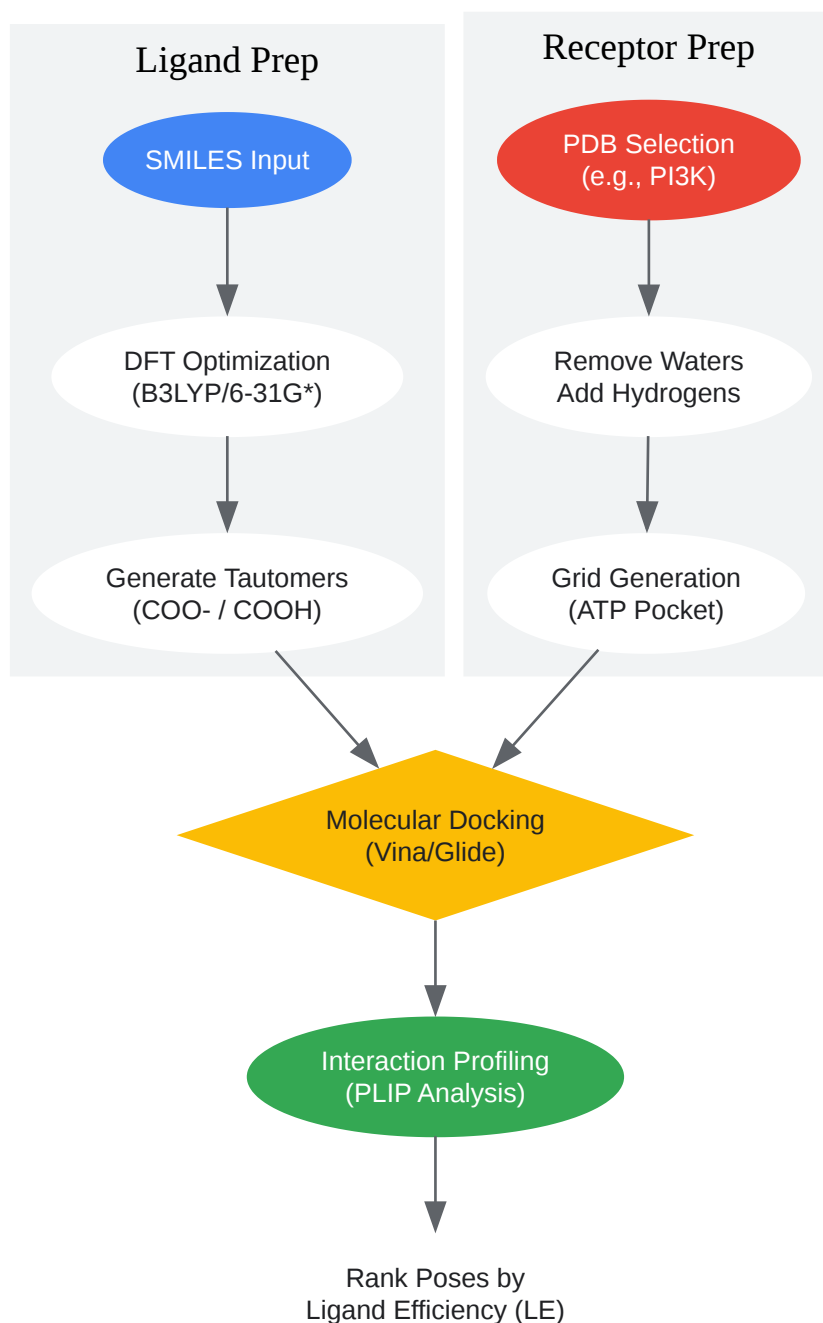 Ligand Prep
SMILES Input
DFT Optimization
(B3LYP/6-31G*)
Generate Tautomers
(COO- / COOH)
Receptor Prep
PDB Selection
(e.g., PI3K)
Remove Waters
Add Hydrogens
Grid Generation
(ATP Pocket)
Molecular Docking
(Vina/Glide)
Interaction Profiling
(PLIP Analysis)
Rank Poses by
Ligand Efficiency (LE)